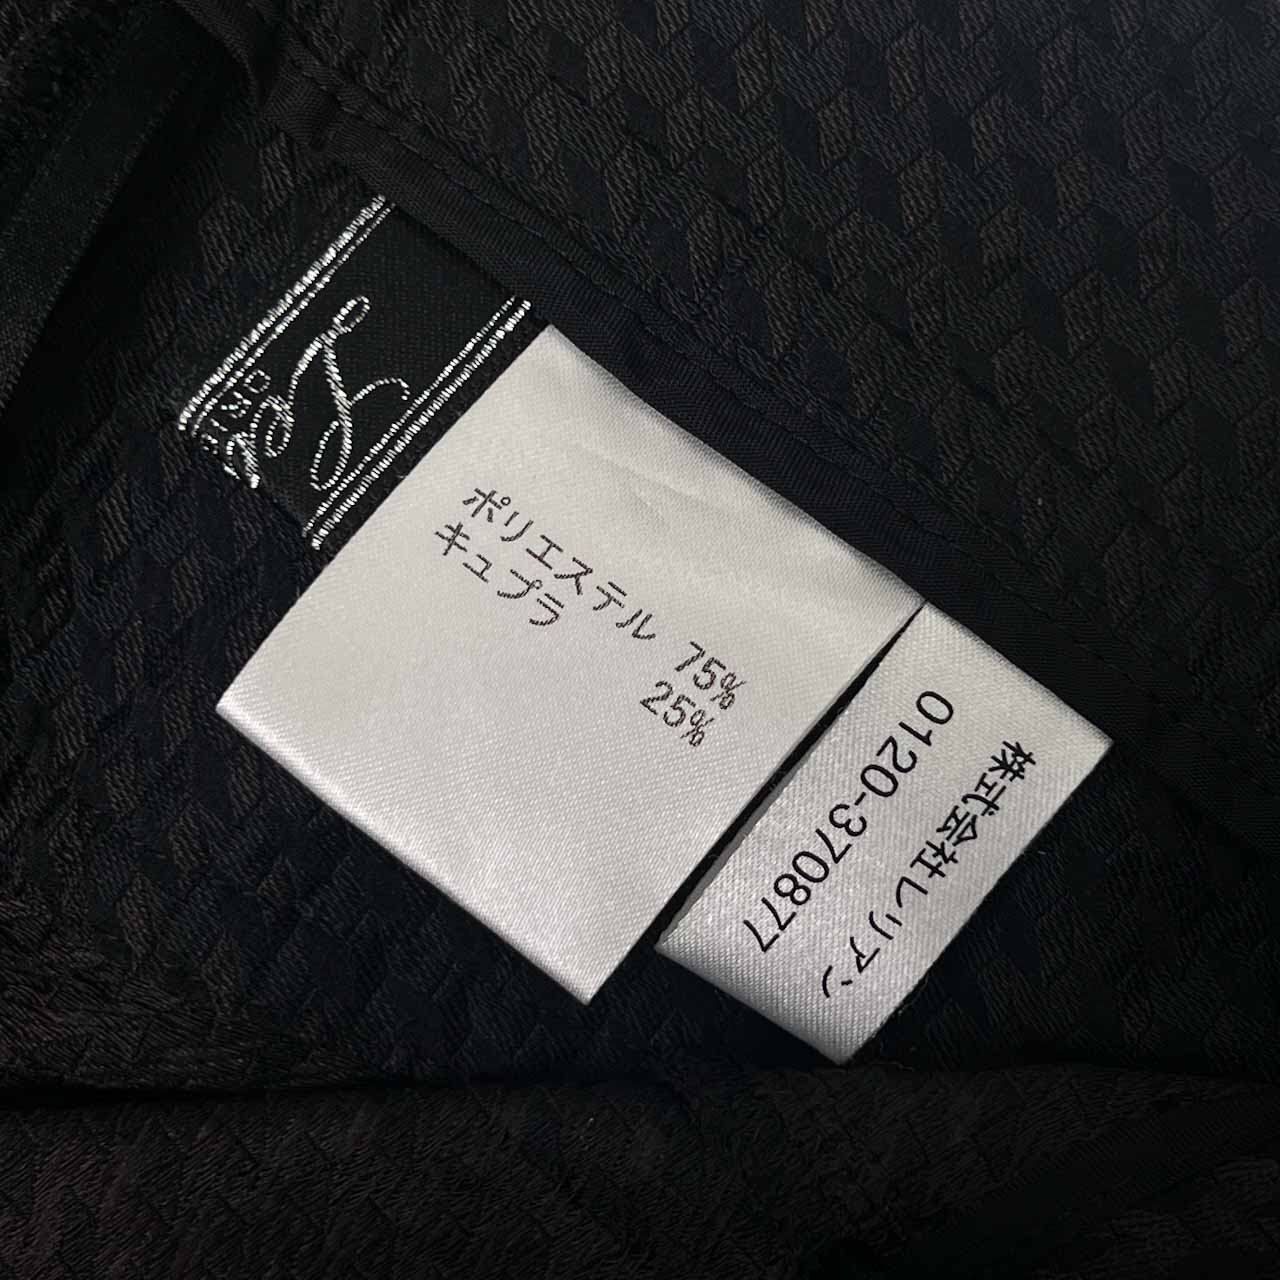 ポリエステル 75%
キュプラ 25%
株式会社レリアン
0120-370877